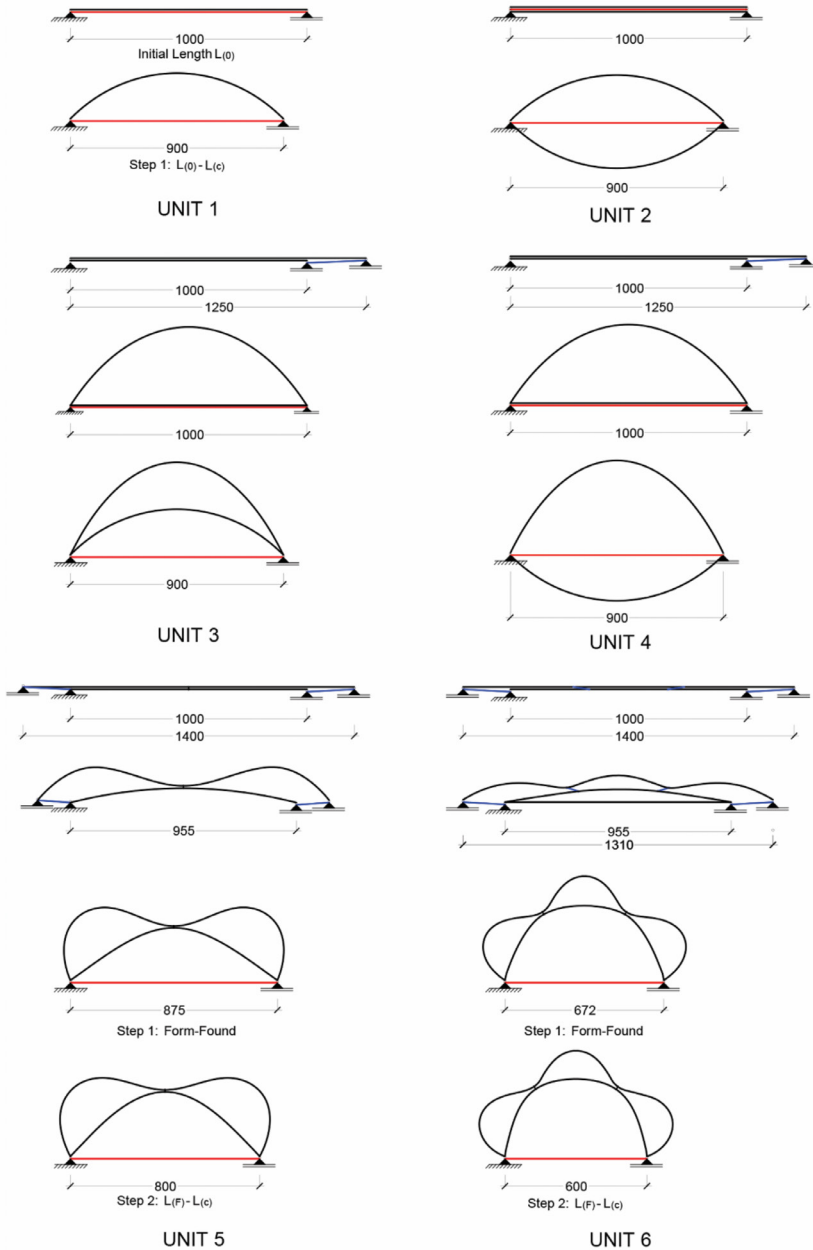 1000
Initial Length L(0)
900
Step 1: L(0)-L(c)
UNIT 1
1000
900
UNIT 2
1000
1250
1000
900
UNIT 3
1000
1250
1000
900
UNIT 4
1000
1400
955
875
Step 1: Form-Found
800
Step 2: L(F)-L(c)
UNIT 5
1000
1400
955
1310
672
Step 1: Form-Found
600
Step 2: L(F)-L(c)
UNIT 6